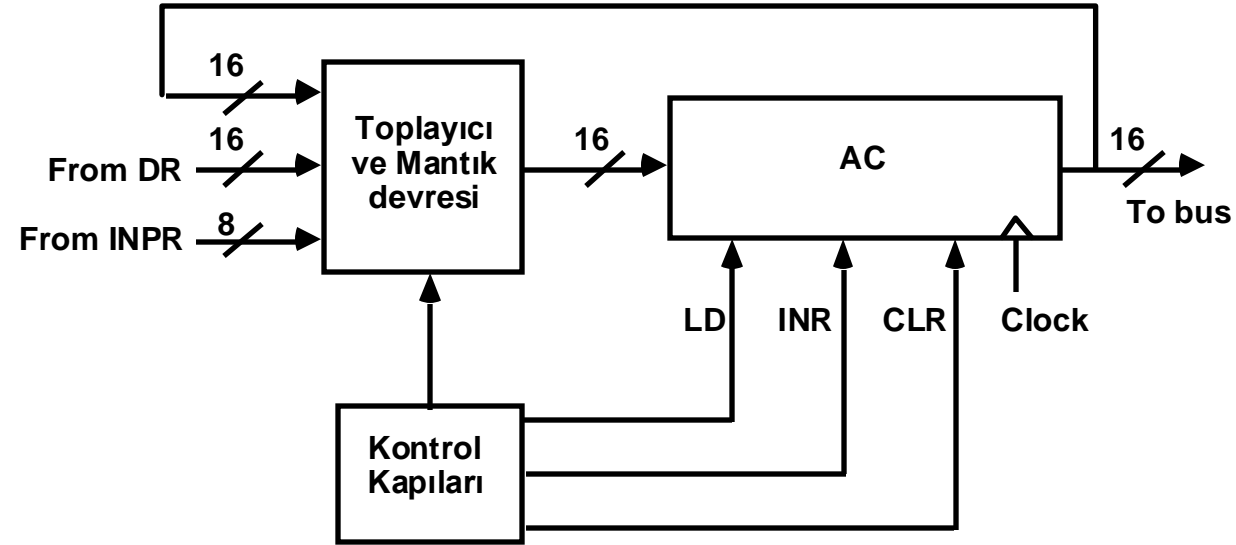 16
Toplayıcı
ve Mantık
devresi
16
From DR
8
From INPR
16
AC
16
To bus
LD
INR
CLR
Clock
Kontrol
Kapıları